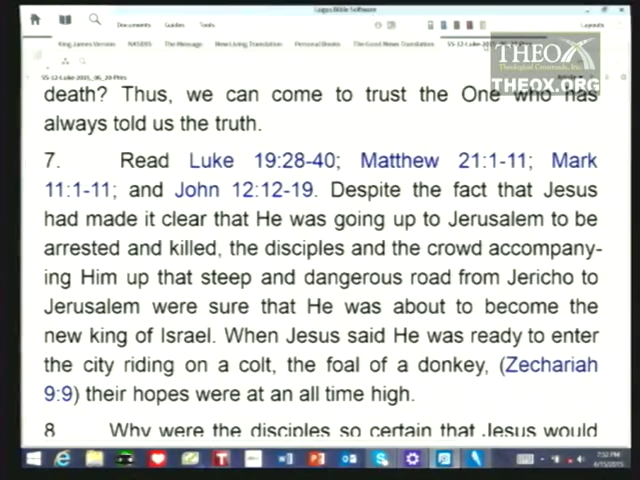 Logos Bible Software
Documents Guides Tools
Layouts
King James Version NASB95 The Message New Living Translation Personal Books The Good News Translation
THEOX
THEOX.ORG
death? Thus, we can come to trust the One who has
always told us the truth.
7. Read Luke 19:28-40; Matthew 21:1-11; Mark
11:1-11; and John 12:12-19. Despite the fact that Jesus
had made it clear that He was going up to Jerusalem to be
arrested and killed, the disciples and the crowd accompany-
ing Him up that steep and dangerous road from Jericho to
Jerusalem were sure that He was about to become the
new king of Israel. When Jesus said He was ready to enter
the city riding on a colt, the foal of a donkey, (Zechariah
9:9) their hopes were at an all time high.
8 Why were the disciples so certain that Jesus would
7:52 PM
6/15/2015